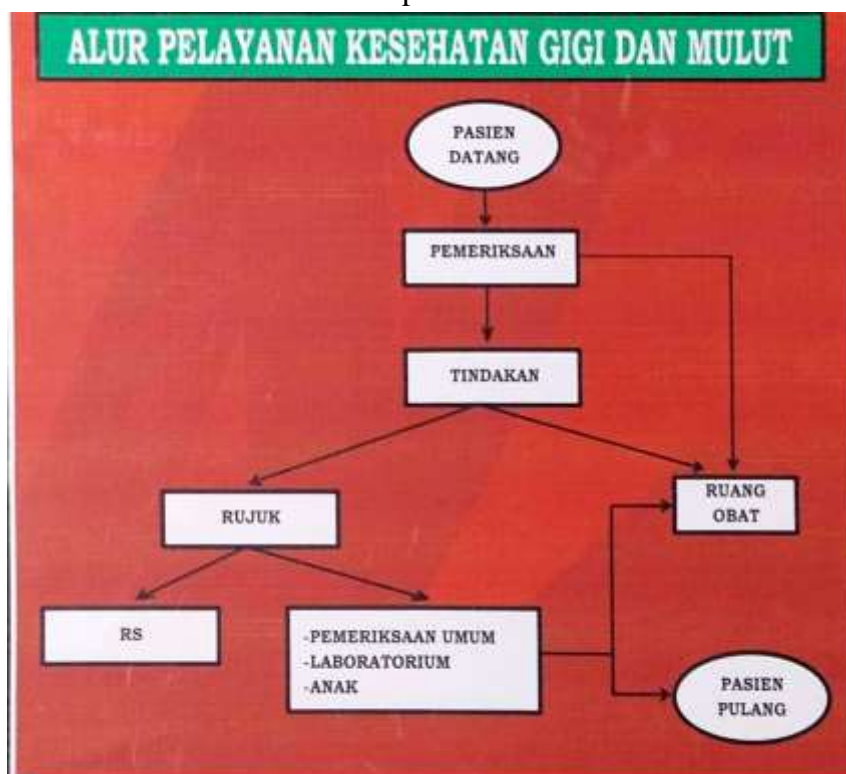 ALUR PELAYANAN KESEHATAN GIGI DAN MULUT
PASIEN
DATANG
PEMERIKSAAN
TINDAKAN
RUJUK
RUANG
OBAT
RS
-PEMERIKSAAN UMUM
-LABORATORIUM
-ANAK
PASIEN
PULANG